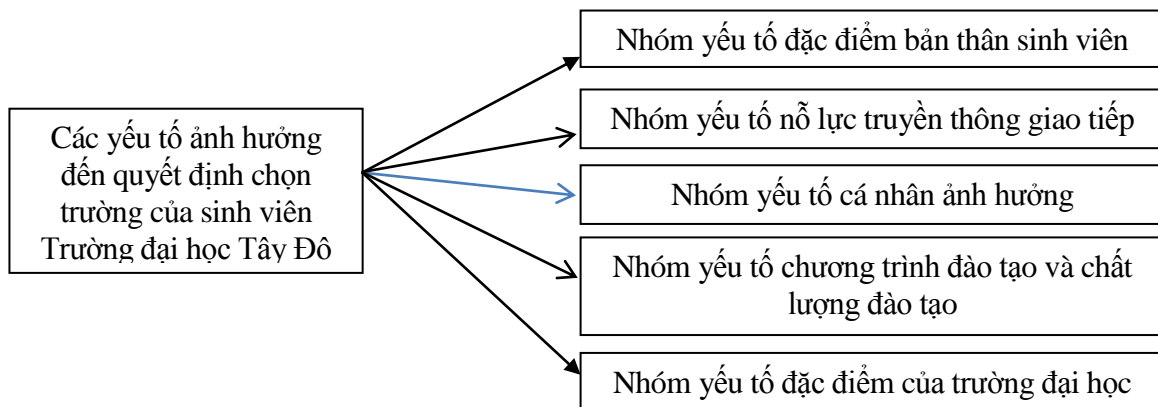 Nhóm yếu tố đặc điểm bản thân sinh viên
Nhóm yếu tố nỗ lực truyền thông giao tiếp
Các yếu tố ảnh hưởng
đến quyết định chọn
trường của sinh viên
Trường đại học Tây Đô
Nhóm yếu tố cá nhân ảnh hưởng
Nhóm yếu tố chương trình đào tạo và chất
lượng đào tạo
Nhóm yếu tố đặc điểm của trường đại học